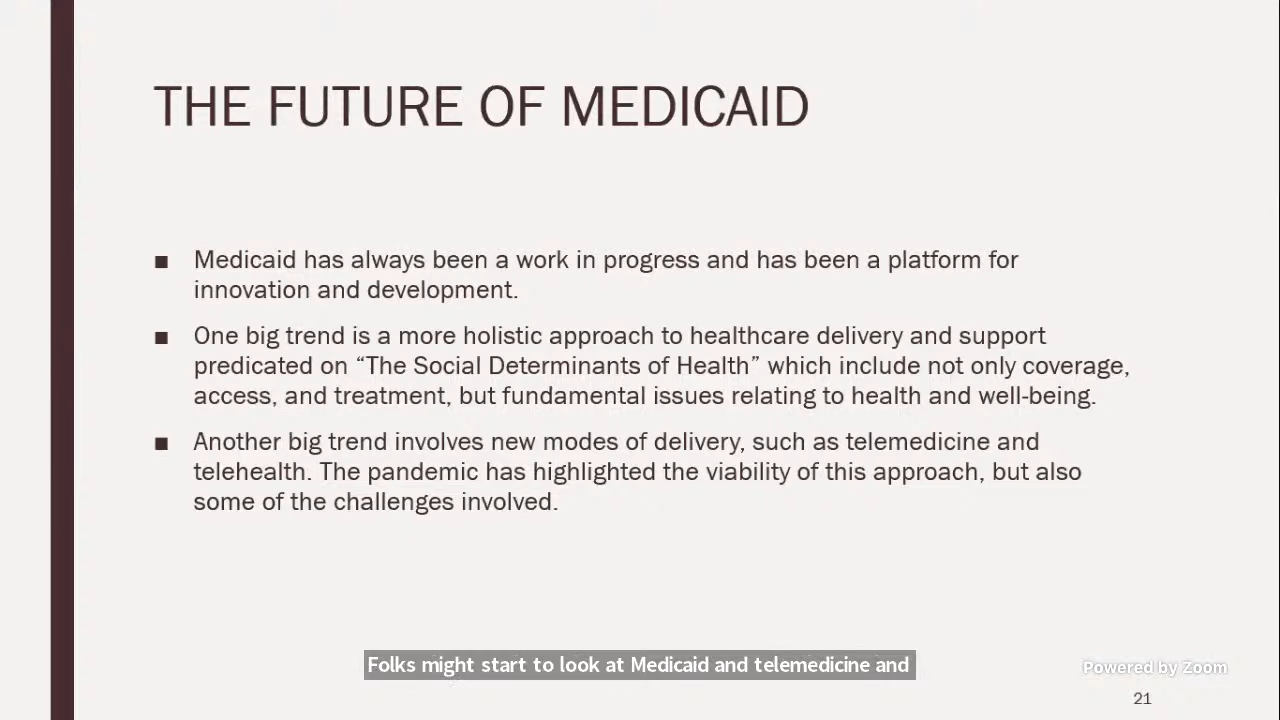 THE FUTURE OF MEDICAID
■ Medicaid has always been a work in progress and has been a platform for
innovation and development.
■ One big trend is a more holistic approach to healthcare delivery and support
predicated on “The Social Determinants of Health” which include not only coverage,
access, and treatment, but fundamental issues relating to health and well-being.
■ Another big trend involves new modes of delivery, such as telemedicine and
telehealth. The pandemic has highlighted the viability of this approach, but also
some of the challenges involved.
Folks might start to look at Medicaid and telemedicine and
Powered by Zoom
21